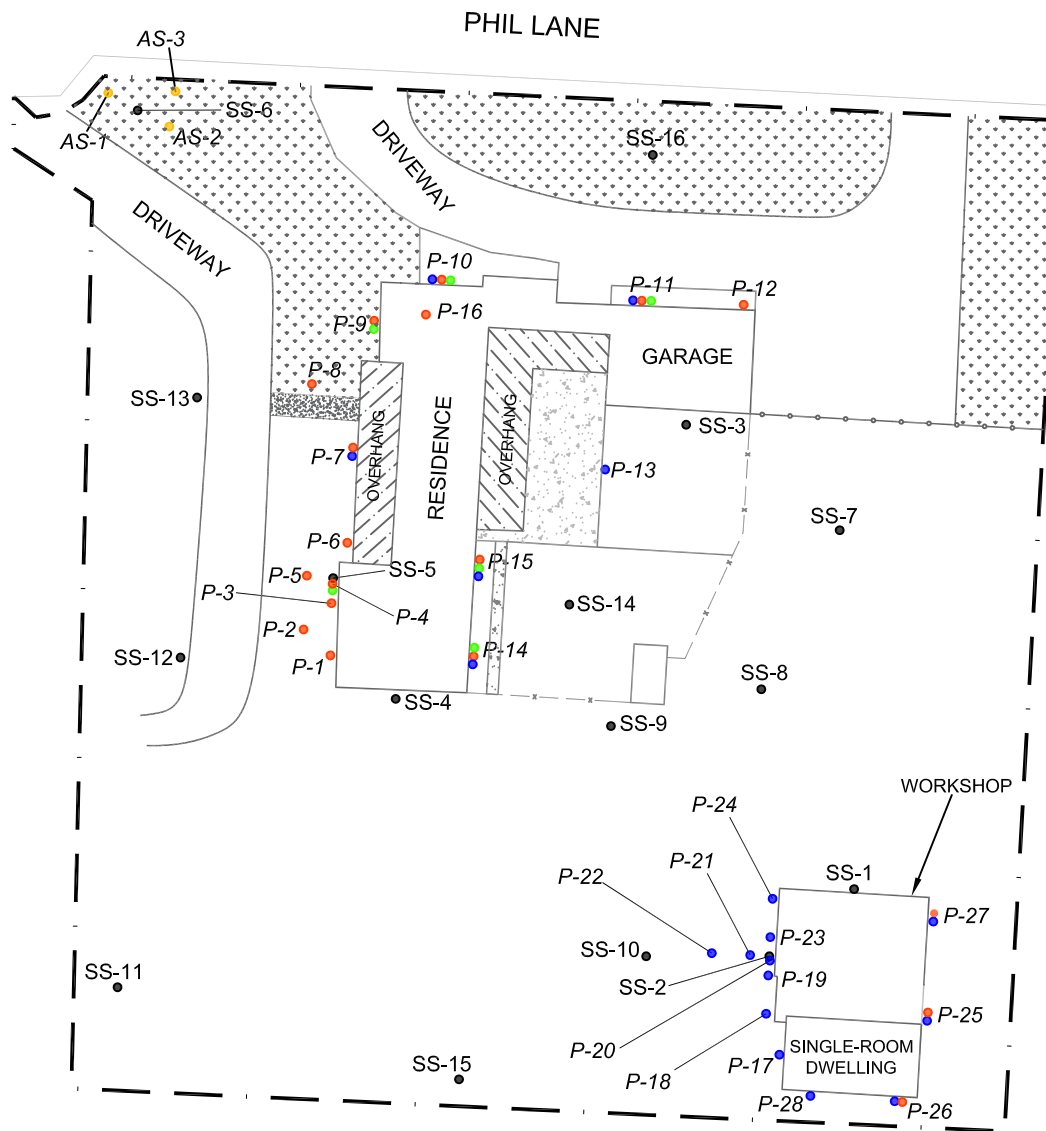 PHIL LANE
AS-3
SS-6
AS-1
AS-2
DRIVEWAY
SS-16
DRIVEWAY
P-10
P-11
P-12
P-16
P-9
GARAGE
P-8
SS-13
SS-3
OVERHANG
RESIDENCE
OVERHANG
P-7
P-13
SS-7
P-6
P-15
SS-5
P-5
P-3
P-4
SS-14
P-2
P-14
SS-12
P-1
SS-8
SS-4
SS-9
WORKSHOP
P-24
P-21
P-22
SS-1
P-27
P-23
SS-10
SS-11
SS-2
P-19
P-25
P-20
SINGLE-ROOM
DWELLING
SS-15
P-17
P-18
P-28
P-26